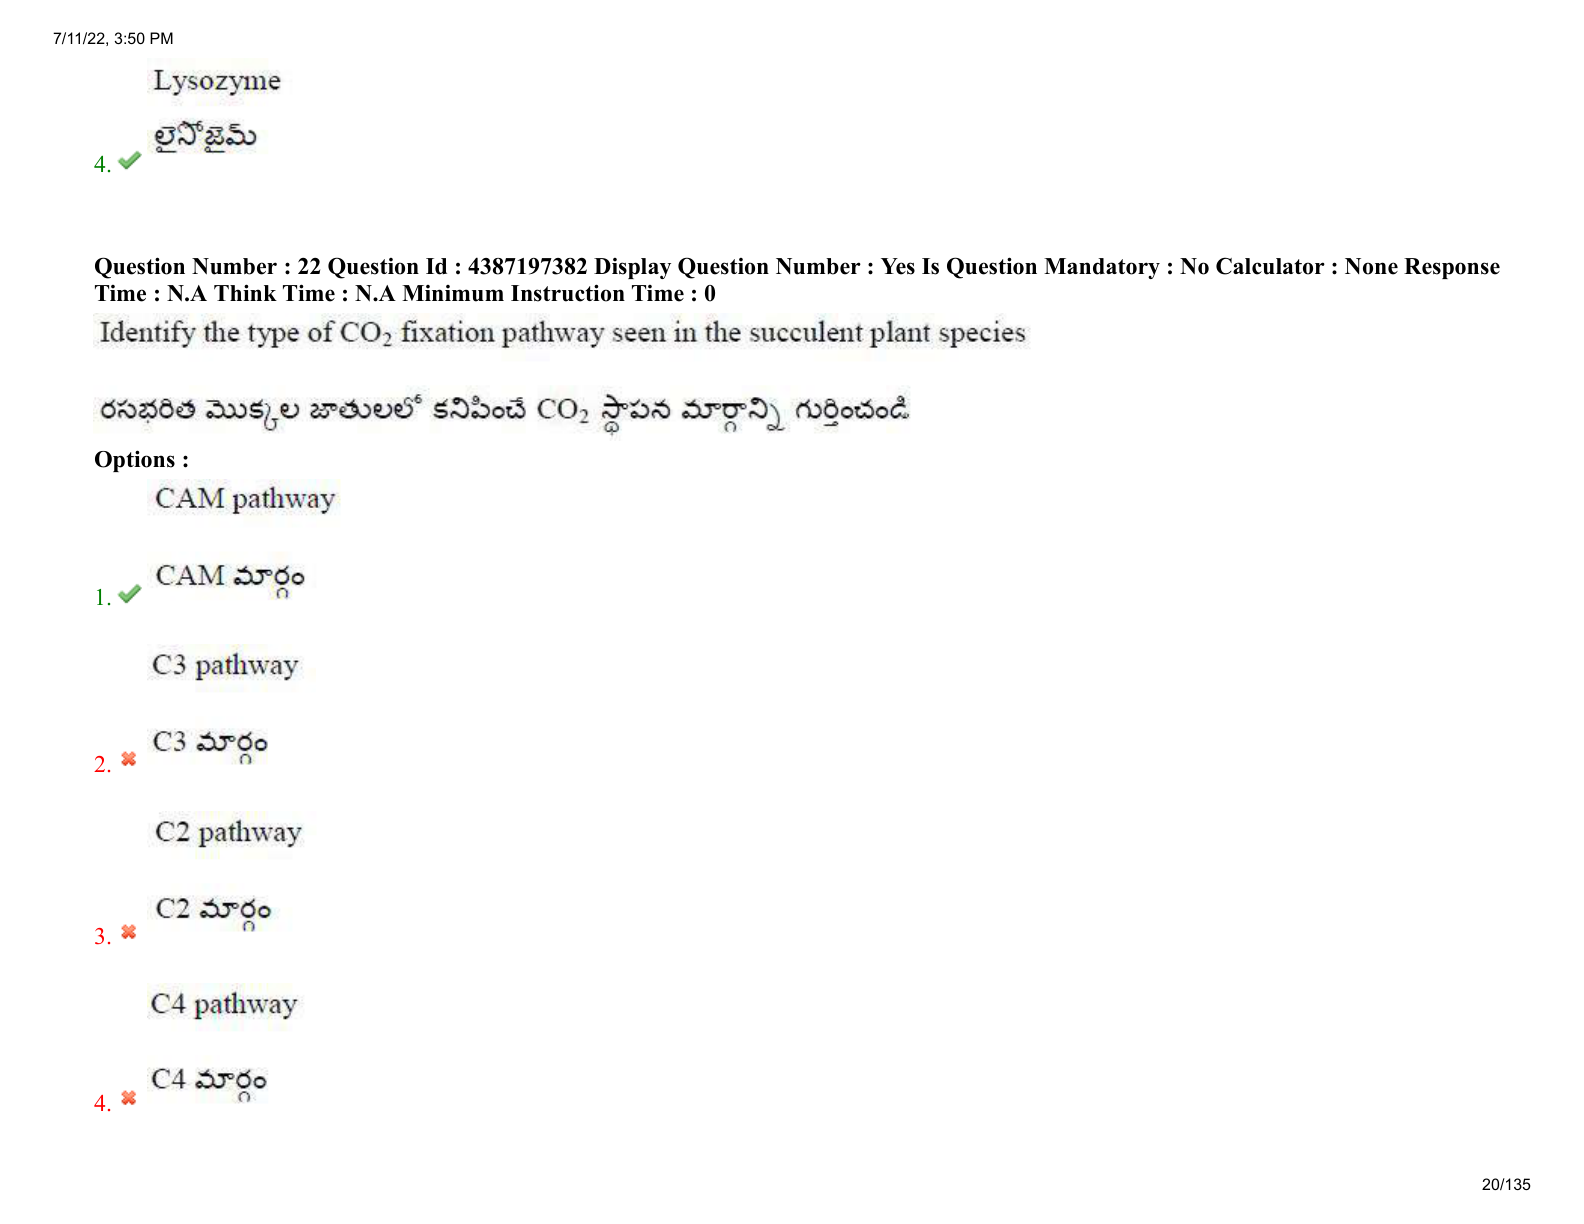 7/11/22, 3:50 PM
Lysozyme
లైసోజైమ్
4.
Question Number : 22 Question Id : 4387197382 Display Question Number : Yes Is Question Mandatory : No Calculator : None Response
Time : N.A Think Time : N.A Minimum Instruction Time : 0
Identify the type of CO₂ fixation pathway seen in the succulent plant species
రసభరిత మొక్కల జాతులలో కనిపించే CO₂ స్థాపన మార్గాన్ని గుర్తించండి
Options :
CAM pathway
CAM మార్గం
1.
C3 pathway
C3 మార్గం
2.
C2 pathway
C2 మార్గం
3.
C4 pathway
C4 మార్గం
4.
20/135